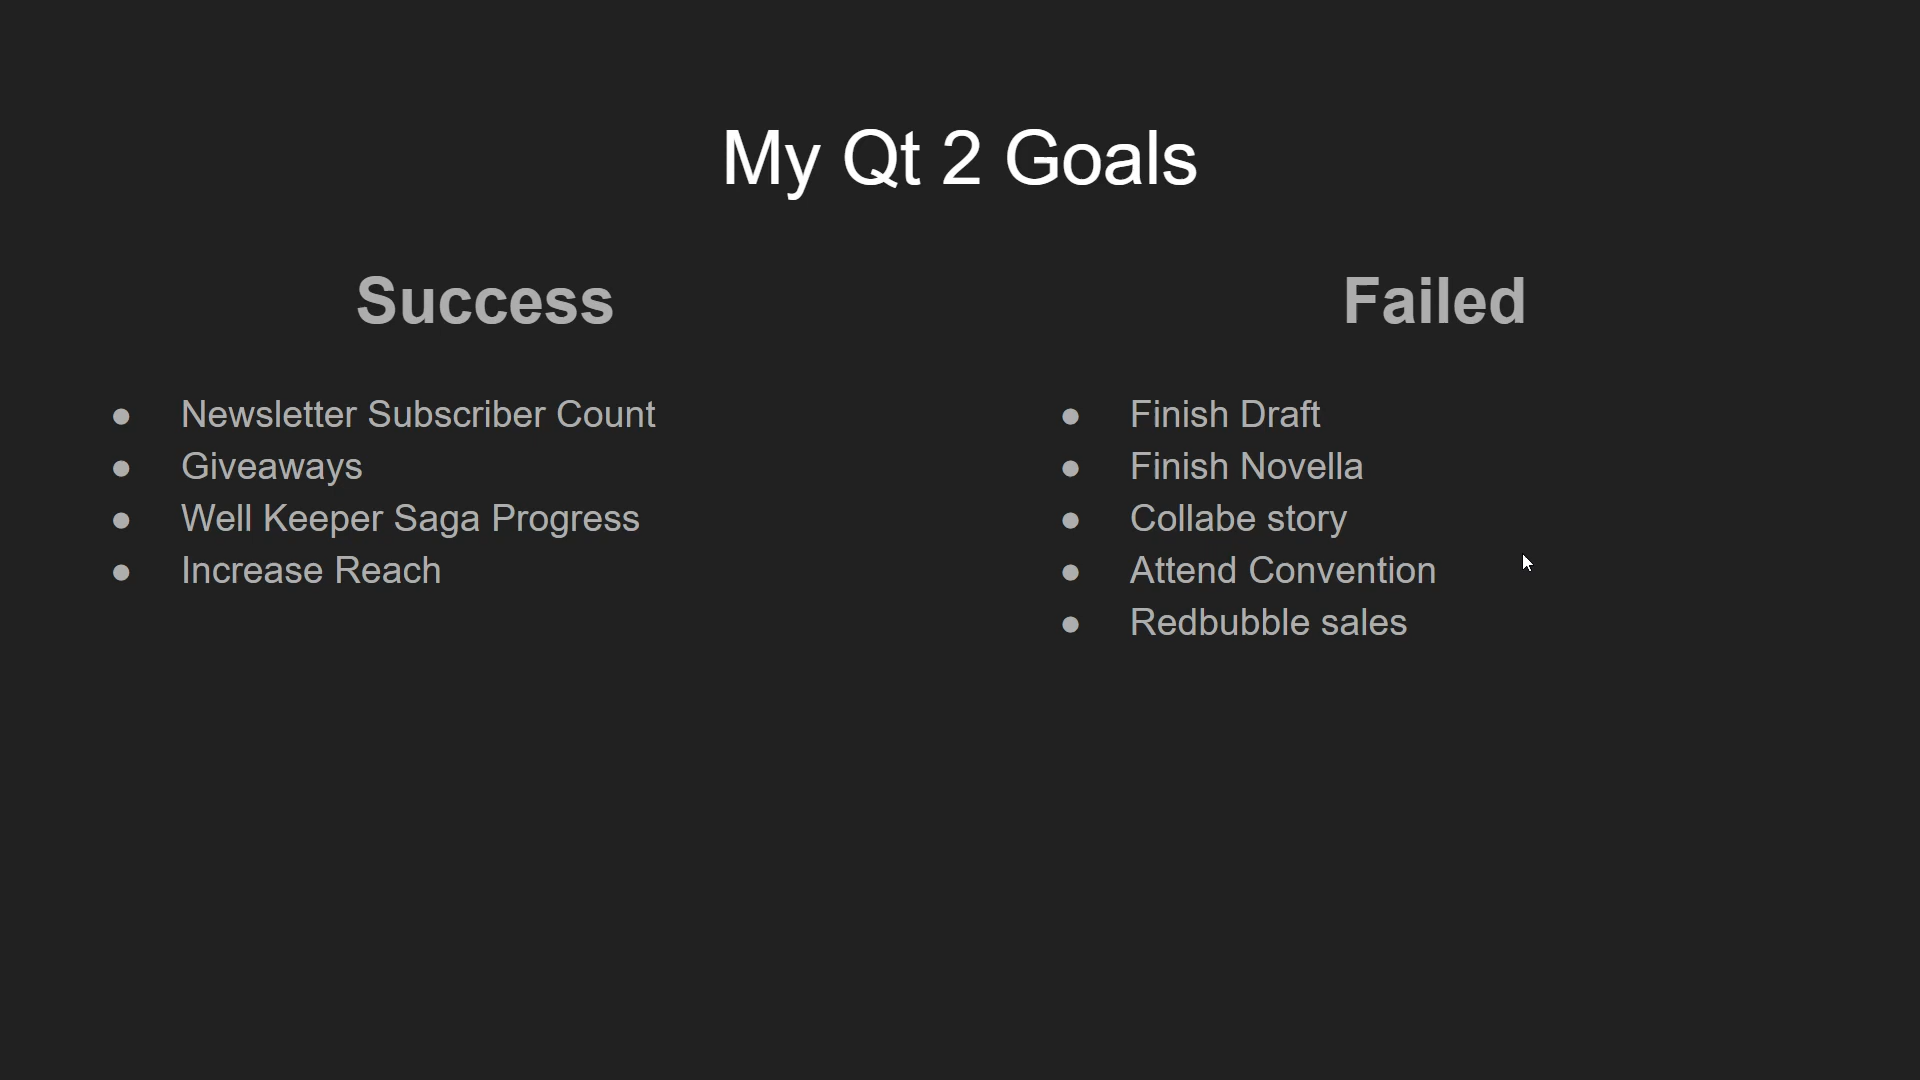 My Qt 2 Goals
Success
Newsletter Subscriber Count
Giveaways
Well Keeper Saga Progress
Increase Reach
Failed
Finish Draft
Finish Novella
Collabe story
Attend Convention
Redbubble sales